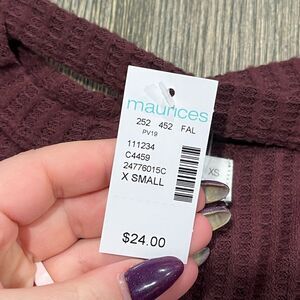 maurices
252 452 FAL
PV19
111234
C4459
24776015C
X SMALL
$24.00
XS